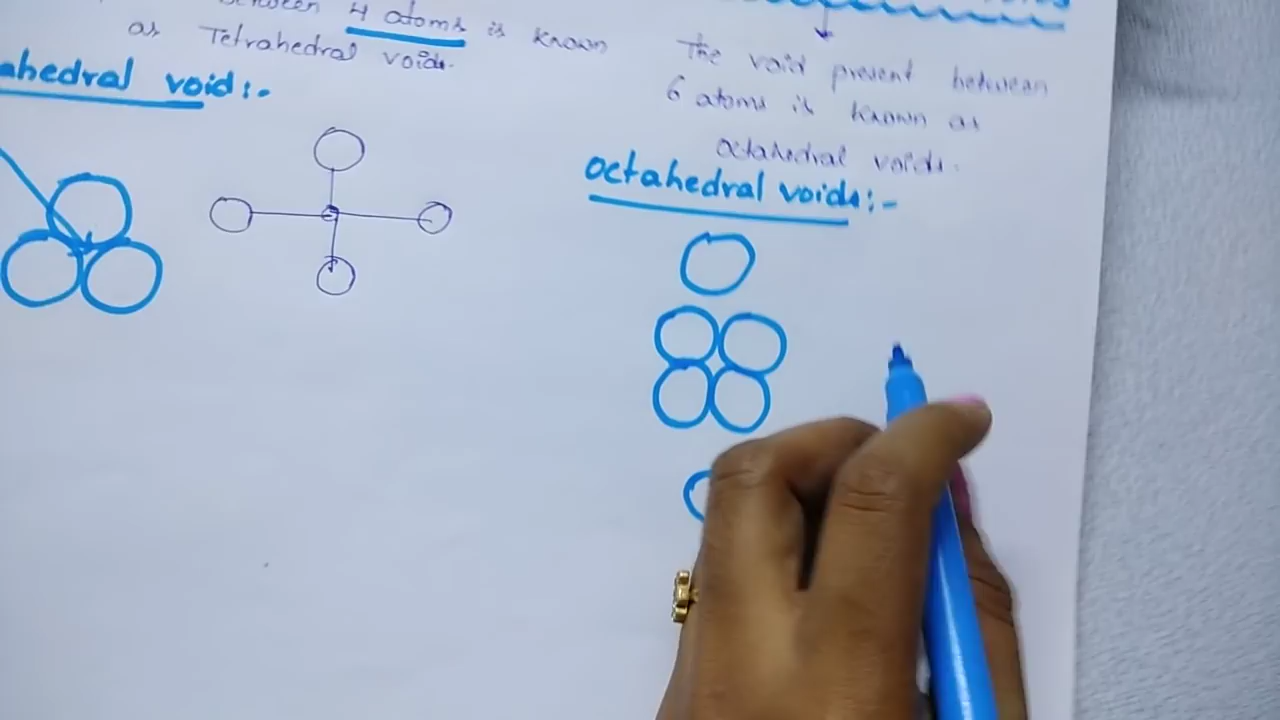 4 atoms is known
as Tetrahedral voids.
ahedral void:-
The void present between
6 atoms is known as
octahedral voids.
octahedral voids:-